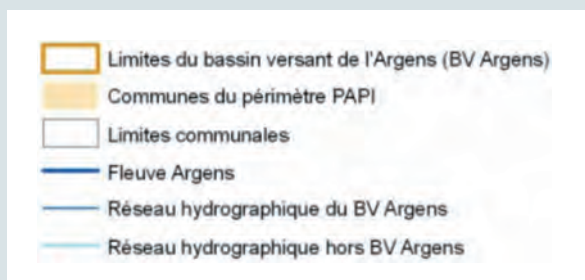 Limites du bassin versant de l'Argens (BV Argens)
Communes du périmètre PAPI
Limites communales
Fleuve Argens
Réseau hydrographique du BV Argens
Réseau hydrographique hors BV Argens